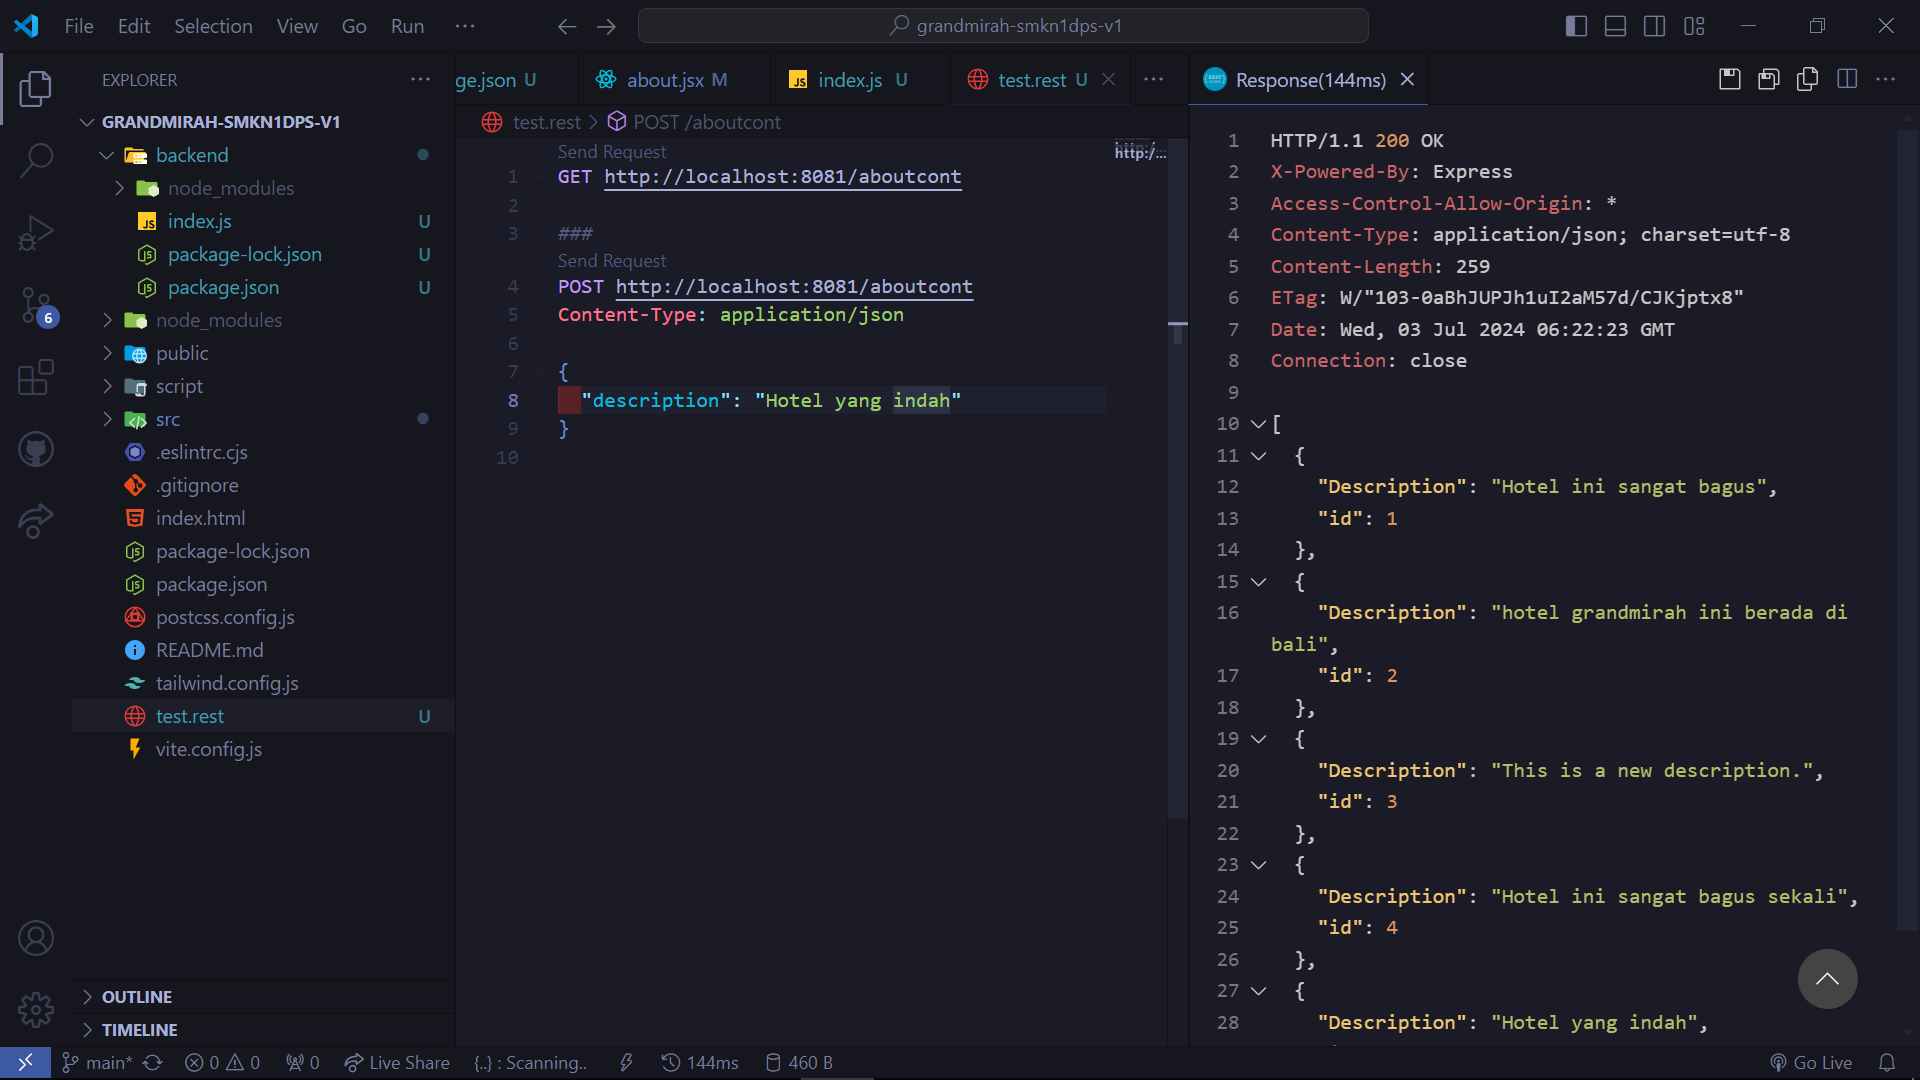 File Edit Selection View Go Run ···
grandmirah-smkn1dps-v1
EXPLORER ···
GRANDMIRAH-SMKN1DPS-V1
backend
node_modules
index.js U
package-lock.json U
package.json U
node_modules
public
script
src
.eslintrc.cjs
.gitignore
index.html
package-lock.json
package.json
postcss.config.js
README.md
tailwind.config.js
test.rest U
vite.config.js
OUTLINE
TIMELINE
6
ge.json U about.jsx M index.js U test.rest U ···
test.rest > POST /aboutcont
http:/...
Send Request
1 GET http://localhost:8081/aboutcont
2
3 ###
Send Request
4 POST http://localhost:8081/aboutcont
5 Content-Type: application/json
6
7 {
8 "description": "Hotel yang indah"
9 }
10
Response(144ms) ···
1 HTTP/1.1 200 OK
2 X-Powered-By: Express
3 Access-Control-Allow-Origin: *
4 Content-Type: application/json; charset=utf-8
5 Content-Length: 259
6 ETag: W/"103-0aBhJUPJh1uI2aM57d/CJKjptx8"
7 Date: Wed, 03 Jul 2024 06:22:23 GMT
8 Connection: close
9
10 [
11 {
12 "Description": "Hotel ini sangat bagus",
13 "id": 1
14 },
15 {
16 "Description": "hotel grandmirah ini berada di
bali",
17 "id": 2
18 },
19 {
20 "Description": "This is a new description.",
21 "id": 3
22 },
23 {
24 "Description": "Hotel ini sangat bagus sekali",
25 "id": 4
26 },
27 {
28 "Description": "Hotel yang indah",
main* 0 0 0 Live Share {..} : Scanning.. 144ms 460 B Go Live